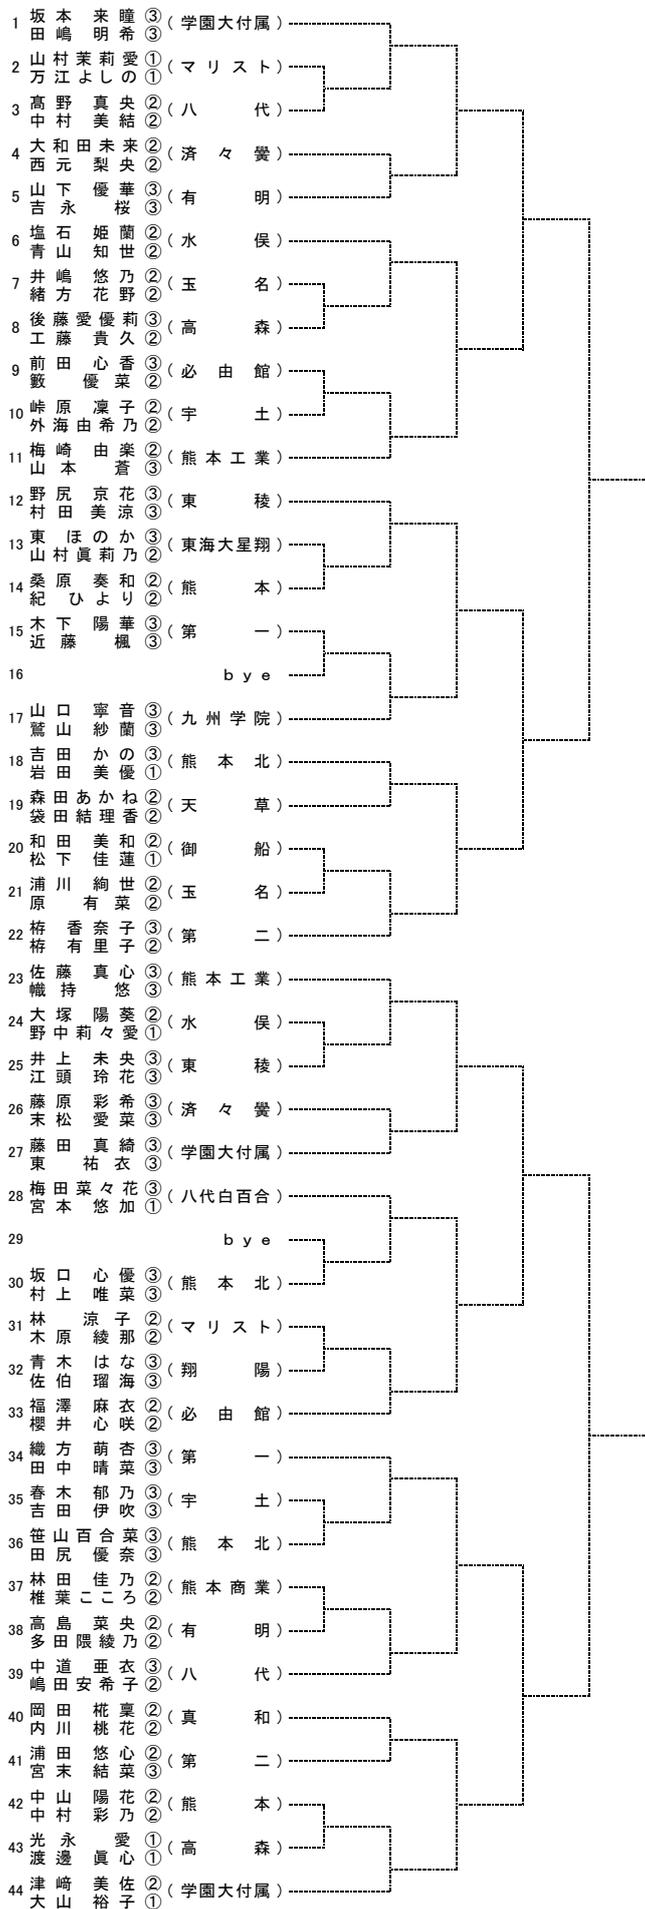 1 坂本 来瞳 ③ (学園大付属)
田嶋 明希 ③
2 山村茉莉愛 ① (マリスト)
万江よしの ①
3 髙野 真央 ② (八代)
中村 美結 ②
4 大和田未来 ② (済々黌)
西元 梨央 ②
5 山下 優華 ③ (有明)
吉永 桜 ③
6 塩石 姫蘭 ② (水俣)
青山 知世 ②
7 井嶋 悠乃 ② (玉名)
緒方 花野 ②
8 後藤愛優莉 ③ (高森)
工藤 貴久 ②
9 前田 心香 ③ (必由館)
籔 優菜 ②
10 峠原 凜子 ② (宇土)
外海由希乃 ②
11 梅崎 由楽 ② (熊本工業)
山本 蒼 ③
12 野尻 京花 ③ (東稜)
村田 美涼 ③
13 東 ほのか ③ (東海大星翔)
山村眞莉乃 ②
14 桑原 奏和 ② (熊本)
紀 ひより ②
15 木下 陽華 ③ (第一)
近藤 楓 ③
16 bye
17 山口 寧音 ③ (九州学院)
鷲山 紗蘭 ③
18 吉田 かの ③ (熊本北)
岩田 美優 ①
19 森田あかね ② (天草)
袋田結理香 ②
20 和田 美和 ② (御船)
松下 佳蓮 ①
21 浦川 絢世 ② (玉名)
原 有菜 ②
22 栫 香奈子 ③ (第二)
栫 有里子 ②
23 佐藤 真心 ③ (熊本工業)
幟持 悠 ③
24 大塚 陽葵 ② (水俣)
野中莉々愛 ①
25 井上 未央 ③ (東稜)
江頭 玲花 ③
26 藤原 彩希 ③ (済々黌)
末松 愛菜 ③
27 藤田 真綺 ③ (学園大付属)
東 祐衣 ③
28 梅田菜々花 ③ (八代白百合)
宮本 悠加 ①
29 bye
30 坂口 心優 ③ (熊本北)
村上 唯菜 ③
31 林 涼子 ② (マリスト)
木原 綾那 ②
32 青木 はな ③ (翔陽)
佐伯 瑠海 ③
33 福澤 麻衣 ② (必由館)
櫻井 心咲 ②
34 織方 萌杏 ③ (第一)
田中 晴菜 ③
35 春木 郁乃 ③ (宇土)
吉田 伊吹 ③
36 笹山百合菜 ③ (熊本北)
田尻 優奈 ③
37 林田 佳乃 ② (熊本商業)
椎葉こころ ②
38 高島 菜央 ② (有明)
多田隈綾乃 ②
39 中道 亜衣 ③ (八代)
嶋田安希子 ②
40 岡田 椛稟 ② (真和)
内川 桃花 ②
41 浦田 悠心 ② (第二)
宮末 結菜 ③
42 中山 陽花 ② (熊本)
中村 彩乃 ②
43 光永 愛 ① (高森)
渡邊 眞心 ①
44 津﨑 美佐 ② (学園大付属)
大山 裕子 ①